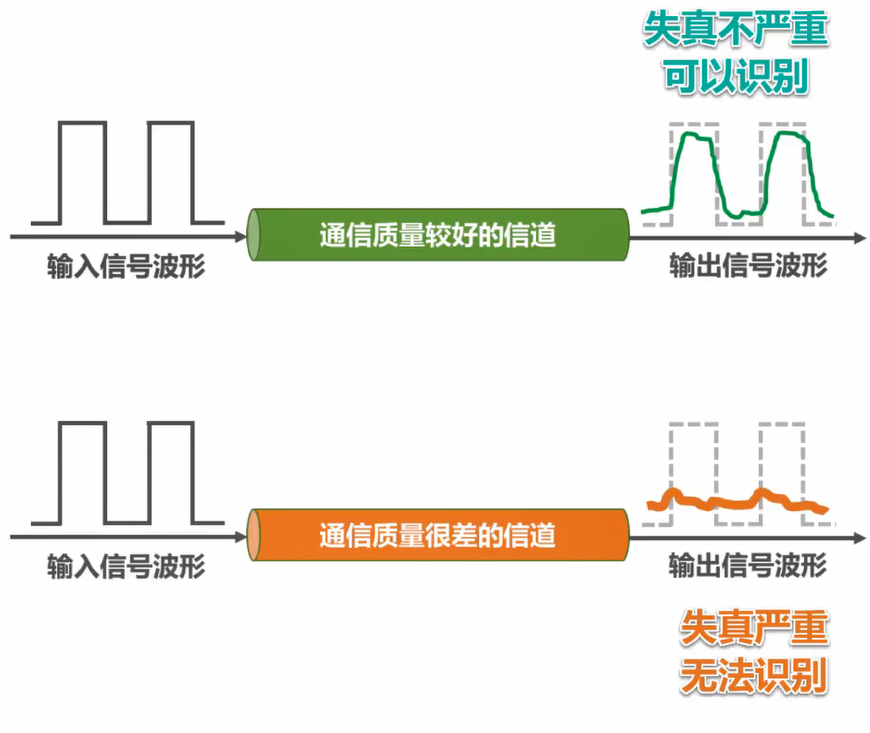 失真不严重
可以识别
通信质量较好的信道
输入信号波形
输出信号波形
通信质量很差的信道
输入信号波形
输出信号波形
失真严重
无法识别